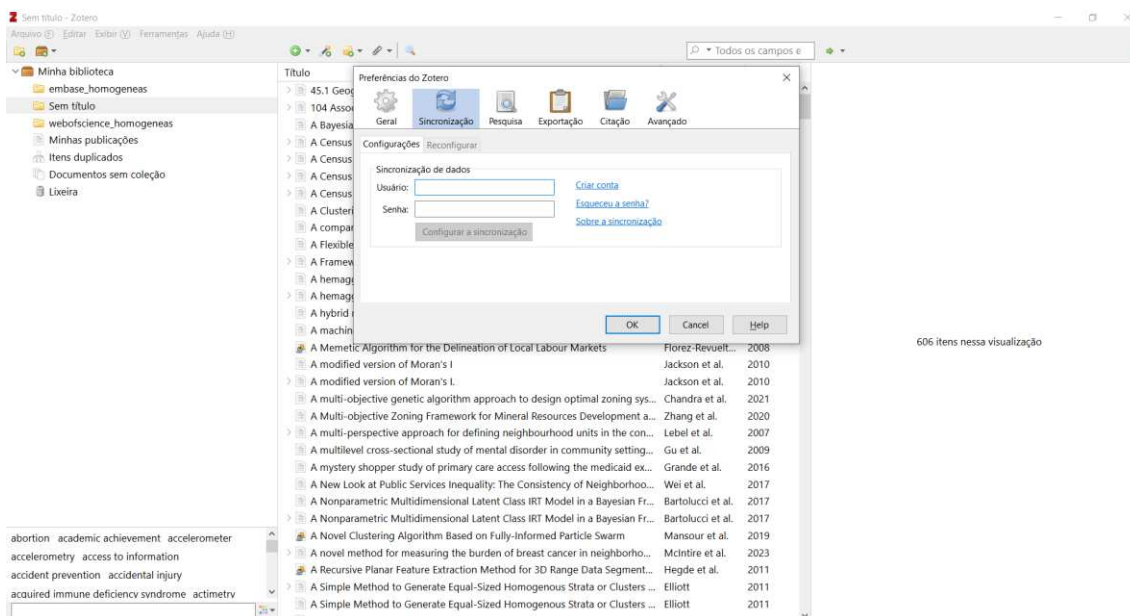 Sem título - Zotero
Arquivo (F) Editar Exibir (V) Ferramentas Ajuda (H)
Todos os campos e
Minha biblioteca
embase_homogeneas
Sem título
webofscience_homogeneas
Minhas publicações
Itens duplicados
Documentos sem coleção
Lixeira
Título
45.1 Geog
104 Assoc
A Bayesia
A Census
A Census
A Census
A Census
A Clusteri
A compar
A Flexible
A Framew
A hemagg
A hemagg
A hybrid
A machin
Preferências do Zotero
Geral Sincronização Pesquisa Exportação Citação Avançado
Configurações Reconfigurar
Sincronização de dados
Usuário: Criar conta
Esqueceu a senha?
Senha:
Sobre a sincronização
Configurar a sincronização
OK Cancel Help
A Memetic Algorithm for the Delineation of Local Labour Markets Florez-Revuelt... 2008
A modified version of Moran's I Jackson et al. 2010
A modified version of Moran's I. Jackson et al. 2010
A multi-objective genetic algorithm approach to design optimal zoning sys... Chandra et al. 2021
A Multi-objective Zoning Framework for Mineral Resources Development a... Zhang et al. 2020
A multi-perspective approach for defining neighbourhood units in the con... Lebel et al. 2007
A multilevel cross-sectional study of mental disorder in community setting... Gu et al. 2009
A mystery shopper study of primary care access following the medicaid ex... Grande et al. 2016
A New Look at Public Services Inequality: The Consistency of Neighborhoo... Wei et al. 2017
A Nonparametric Multidimensional Latent Class IRT Model in a Bayesian Fr... Bartolucci et al. 2017
A Nonparametric Multidimensional Latent Class IRT Model in a Bayesian Fr... Bartolucci et al. 2017
A Novel Clustering Algorithm Based on Fully-Informed Particle Swarm Mansour et al. 2019
A novel method for measuring the burden of breast cancer in neighborho... McIntire et al. 2023
A Recursive Planar Feature Extraction Method for 3D Range Data Segment... Hegde et al. 2011
A Simple Method to Generate Equal-Sized Homogenous Strata or Clusters ... Elliott 2011
A Simple Method to Generate Equal-Sized Homogenous Strata or Clusters ... Elliott 2011
606 itens nessa visualização
abortion academic achievement accelerometer
accelerometry access to information
accident prevention accidental injury
acquired immune deficiency syndrome actimetry